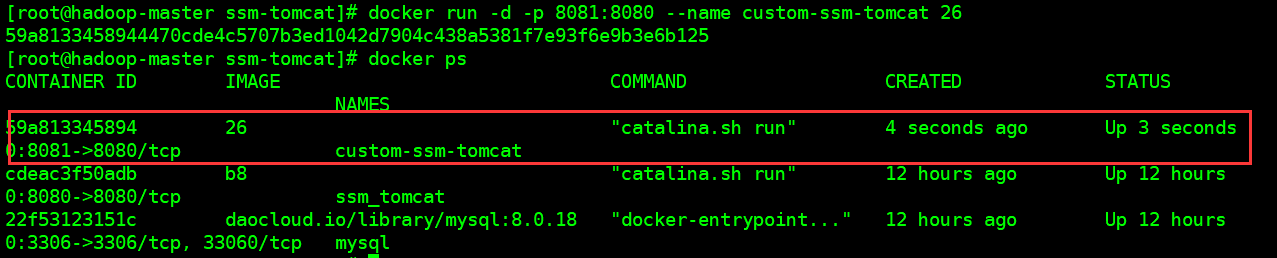 [root@hadoop-master ssm-tomcat]# docker run -d -p 8081:8080 --name custom-ssm-tomcat 26
59a8133458944470cde4c5707b3ed1042d7904c438a5381f7e93f6e9b3e6b125
[root@hadoop-master ssm-tomcat]# docker ps
CONTAINER ID        IMAGE                             COMMAND                  CREATED             STATUS
                              NAMES
59a813345894        26                                "catalina.sh run"        4 seconds ago       Up 3 seconds
0:8081->8080/tcp              custom-ssm-tomcat
cdeac3f50adb        b8                                "catalina.sh run"        12 hours ago        Up 12 hours
0:8080->8080/tcp              ssm_tomcat
22f53123151c        daocloud.io/library/mysql:8.0.18   "docker-entrypoint..."   12 hours ago        Up 12 hours
0:3306->3306/tcp, 33060/tcp   mysql